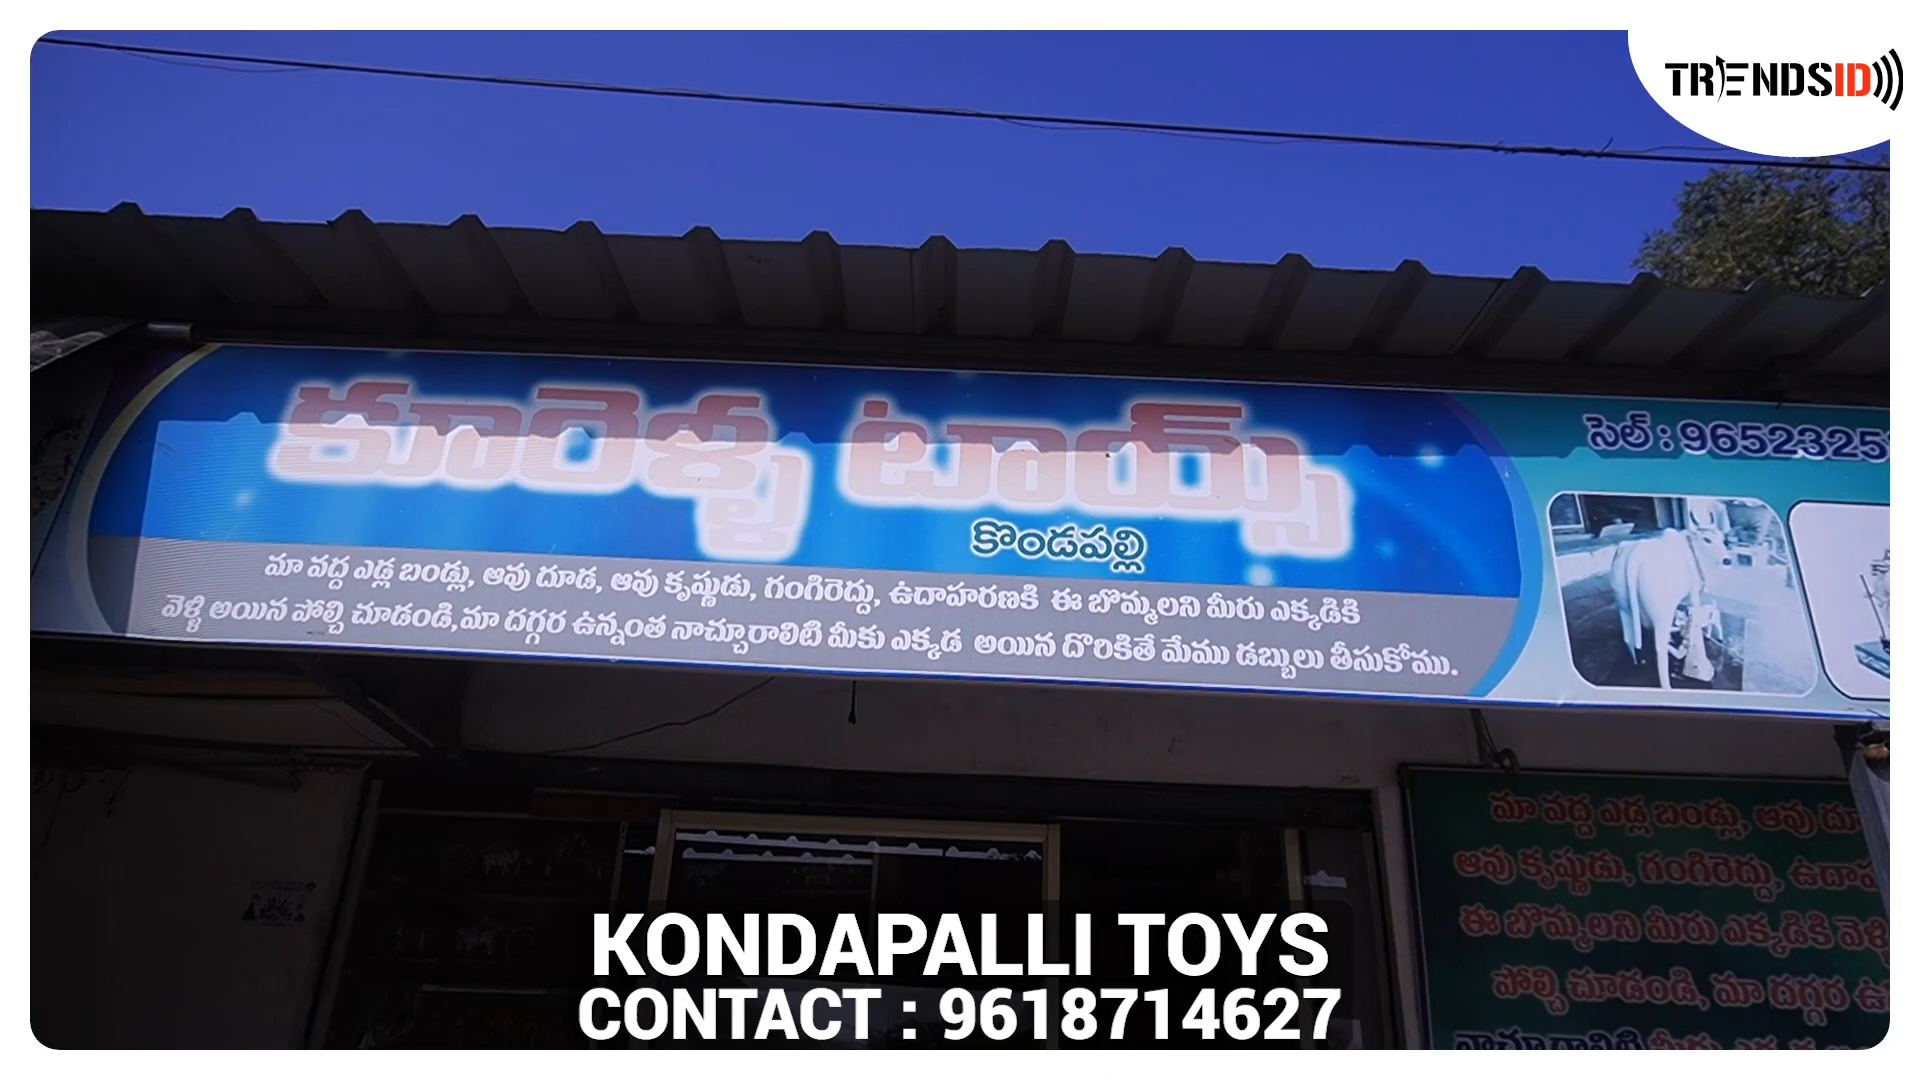 TRENDSID
కూరెళ్ళ టాయ్స్
కొండపల్లి
సెల్ : 96523325
మా వద్ద ఎడ్ల బండ్లు, ఆవు దూడ, ఆవు కృష్ణుడు, గంగిరెద్దు, ఉదాహరణకి ఈ బొమ్మలని మీరు ఎక్కడికి
వెళ్ళి అయిన పోల్చి చూడండి,మా దగ్గర ఉన్నంత నాచ్చూరాలిటి మీకు ఎక్కడ అయిన దొరికితే మేము డబ్బులు తీసుకోము.
మా వద్ద ఎడ్ల బండ్లు, ఆవు దూ
ఆవు కృష్ణుడు, గంగిరెద్దు, ఉదాహ
ఈ బొమ్మలని మీరు ఎక్కడికి వెళ్ళి
పోల్చి చూడండి, మా దగ్గర ఉ
KONDAPALLI TOYS
CONTACT : 9618714627